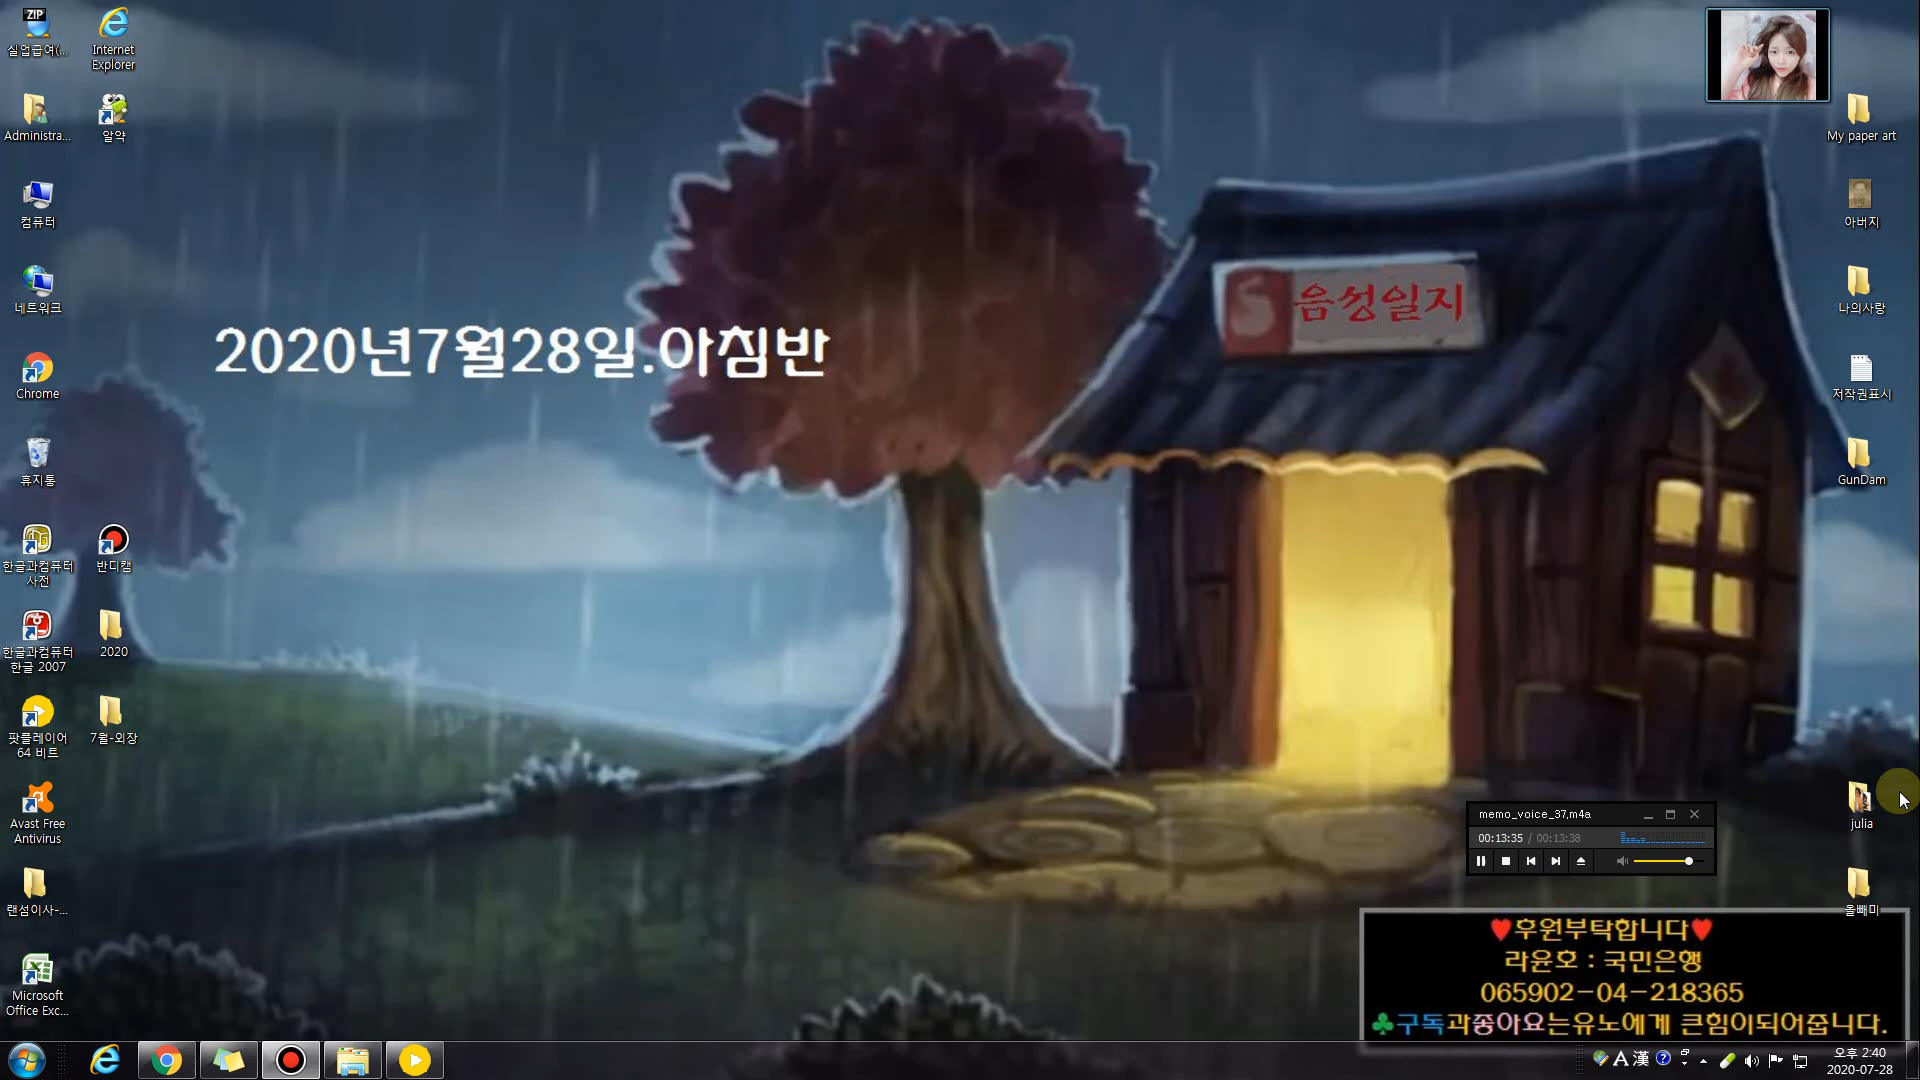 ZIP
실업급여(...
Internet
Explorer
Administra...
알약
컴퓨터
네트워크
Chrome
휴지통
한글과컴퓨터
사전
반디캠
한글과컴퓨터
한글 2007
2020
팟플레이어
64 비트
7월-외장
Avast Free
Antivirus
랜섬이사-...
Microsoft
Office Exc...
2020년7월28일.아침반
S 음성일지
My paper art
아버지
나의사랑
저작권표시
GunDam
julia
올빼미
memo_voice_37.m4a
00:13:35 / 00:13:38
♥후원부탁합니다♥
라윤호 : 국민은행
065902-04-218365
♣구독과좋아요는유노에게 큰힘이되어줍니다.
A 漢
오후 2:40
2020-07-28